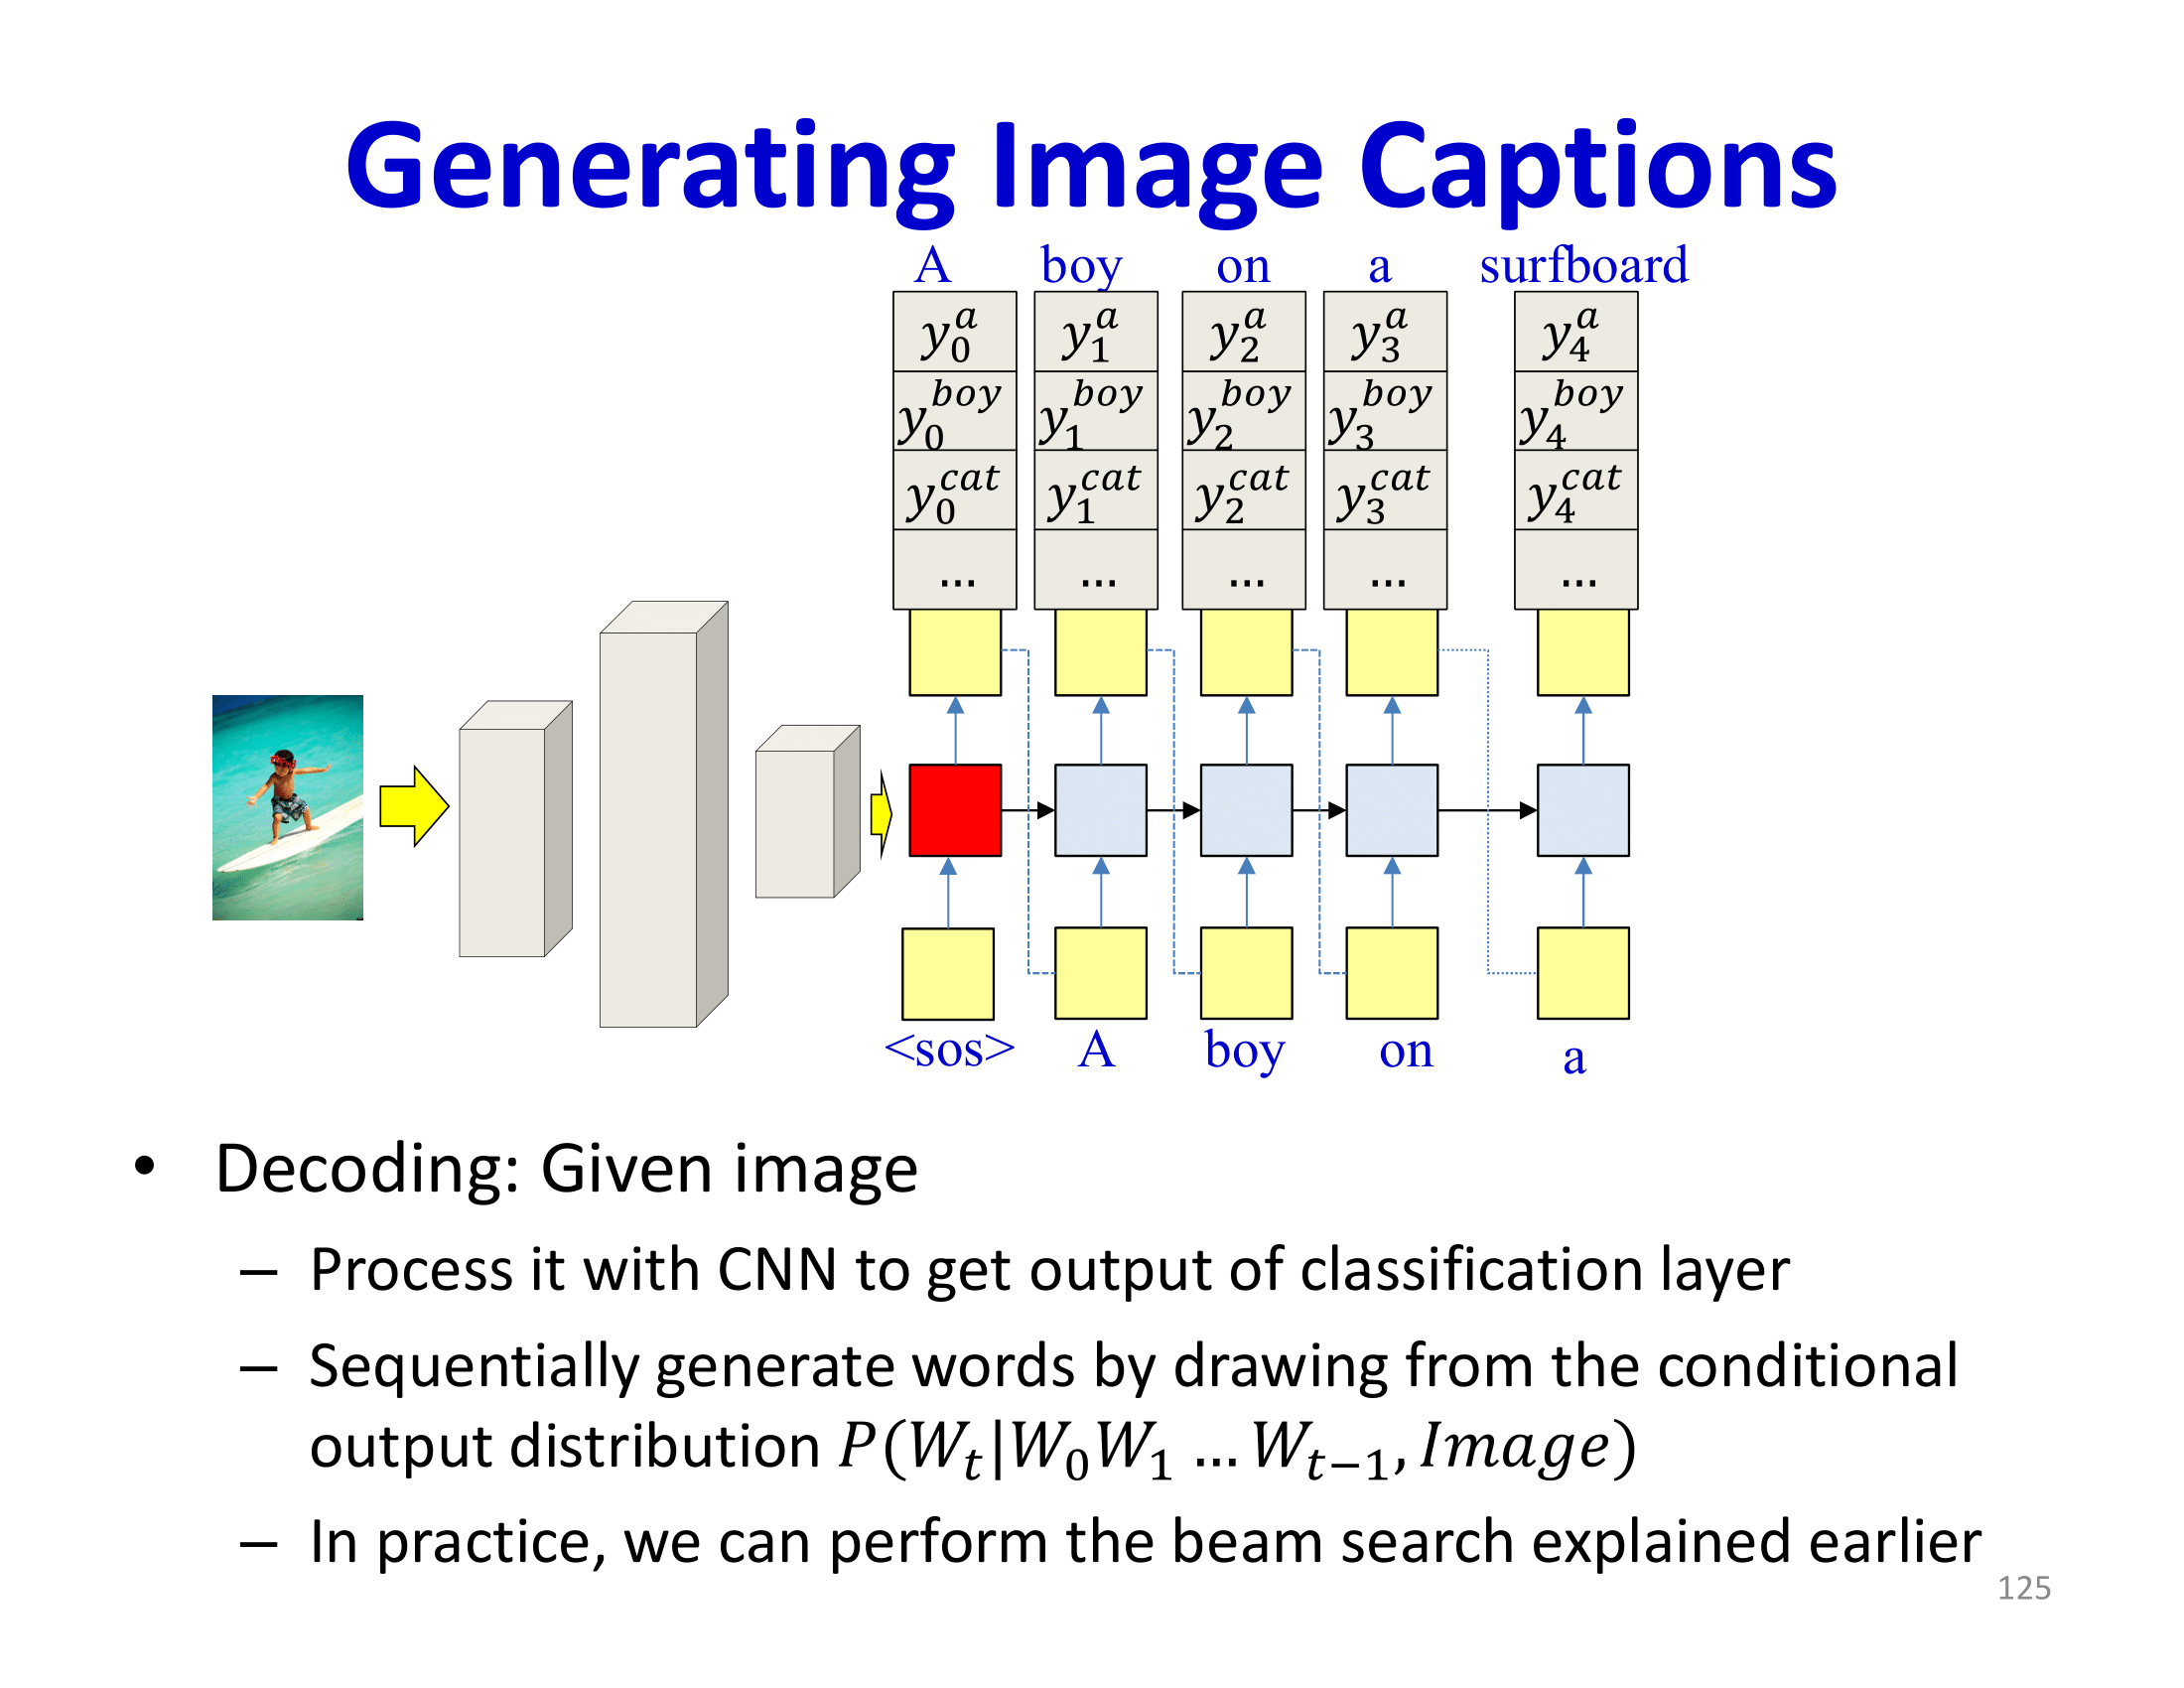 Generating Image Captions
A boy on a surfboard
y_0^a y_1^a y_2^a y_3^a y_4^a
y_0^boy y_1^boy y_2^boy y_3^boy y_4^boy
y_0^cat y_1^cat y_2^cat y_3^cat y_4^cat
... ... ... ... ...
<sos> A boy on a
• Decoding: Given image
– Process it with CNN to get output of classification layer
– Sequentially generate words by drawing from the conditional
output distribution P(W_t|W_0W_1 ... W_{t−1}, Image)
– In practice, we can perform the beam search explained earlier
125